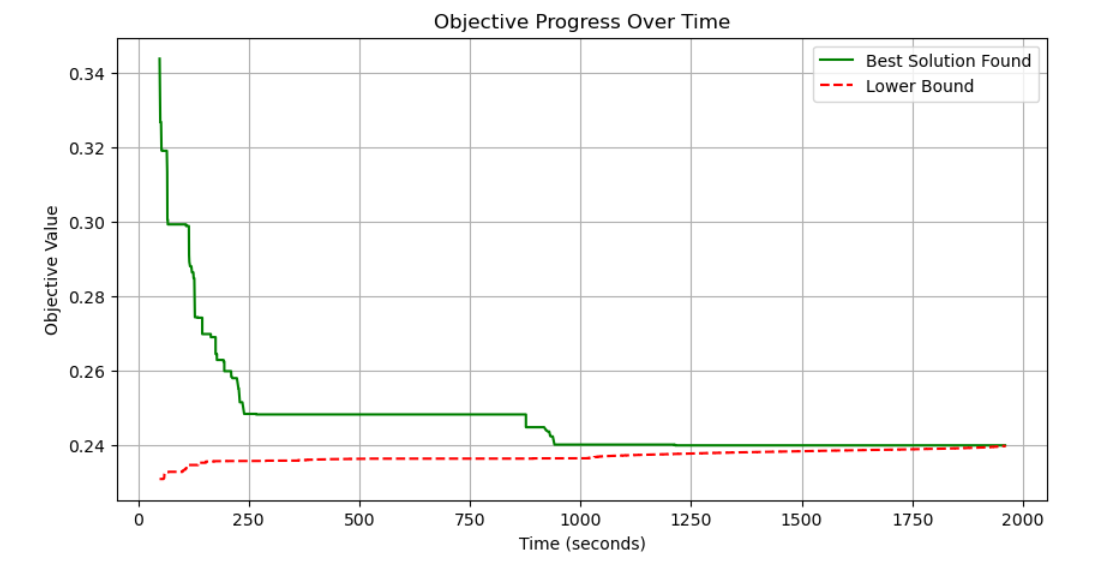 Objective Progress Over Time
Best Solution Found
Lower Bound
Objective Value
0.34
0.32
0.30
0.28
0.26
0.24
0 250 500 750 1000 1250 1500 1750 2000
Time (seconds)